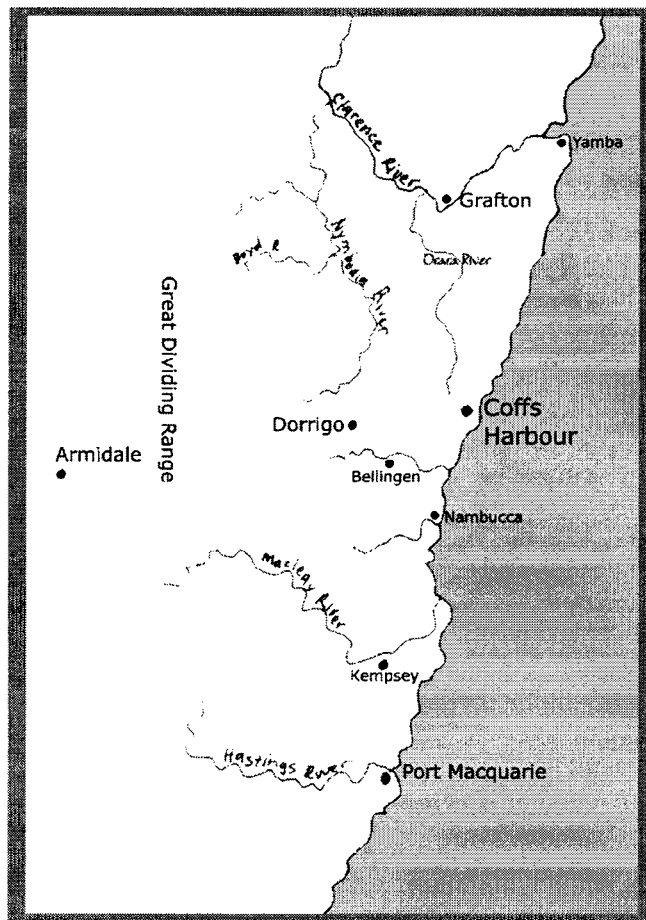 Clarence River
Yamba
Grafton
Nymboida River
Boyd R
Orara River
Great Dividing Range
Coffs
Harbour
Dorrigo
Armidale
Bellingen
Nambucca
Macleay River
Kempsey
Hastings River
Port Macquarie